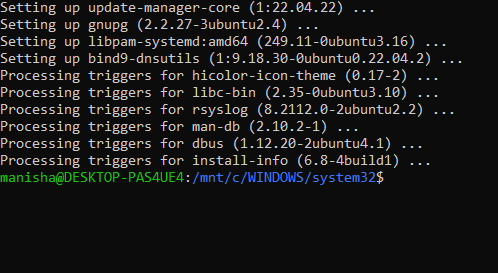 Setting up update-manager-core (1:22.04.22) ...
Setting up gnupg (2.2.27-3ubuntu2.4) ...
Setting up libpam-systemd:amd64 (249.11-0ubuntu3.16) ...
Setting up bind9-dnsutils (1:9.18.30-0ubuntu0.22.04.2) ...
Processing triggers for hicolor-icon-theme (0.17-2) ...
Processing triggers for libc-bin (2.35-0ubuntu3.10) ...
Processing triggers for rsyslog (8.2112.0-2ubuntu2.2) ...
Processing triggers for man-db (2.10.2-1) ...
Processing triggers for dbus (1.12.20-2ubuntu4.1) ...
Processing triggers for install-info (6.8-4build1) ...
manisha@DESKTOP-PAS4UE4:/mnt/c/WINDOWS/system32$